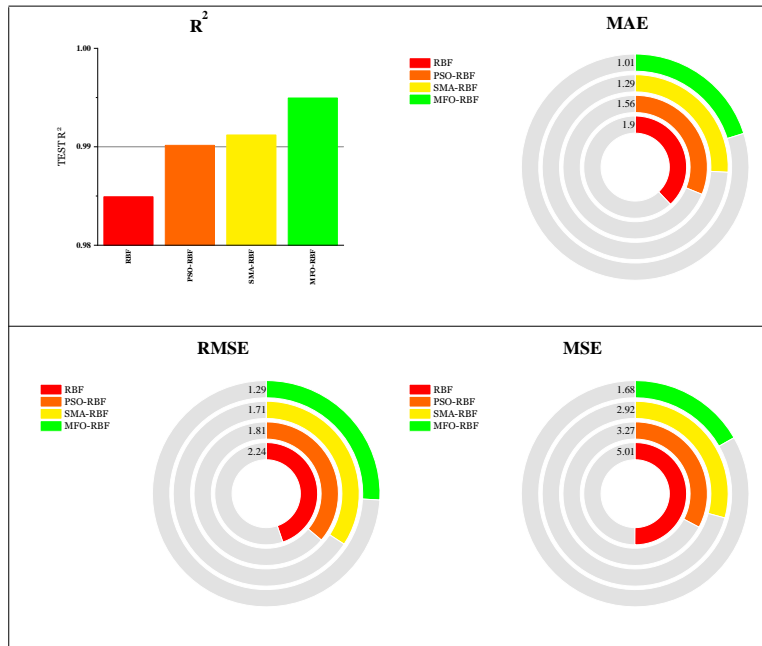 R²
1.00
0.99
0.98
TEST R²
RBF
PSO-RBF
SMA-RBF
MFO-RBF
MAE
RBF
PSO-RBF
SMA-RBF
MFO-RBF
1.01
1.29
1.56
1.9
RMSE
RBF
PSO-RBF
SMA-RBF
MFO-RBF
1.29
1.71
1.81
2.24
MSE
RBF
PSO-RBF
SMA-RBF
MFO-RBF
1.68
2.92
3.27
5.01